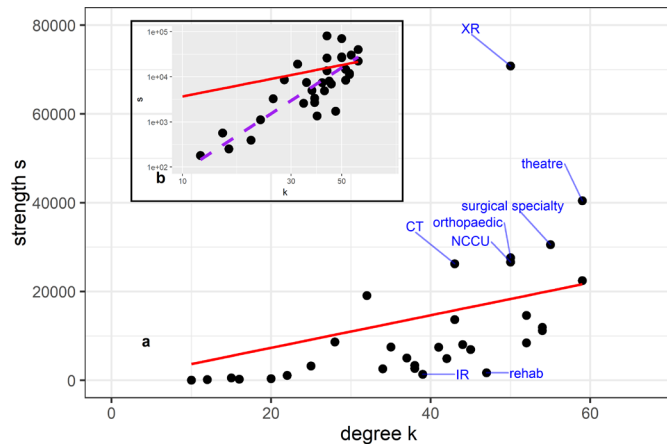 80000
60000
40000
20000
0
strength s
0
20
40
60
degree k
a
XR
theatre
surgical specialty
orthopaedic
NCCU
CT
IR
rehab
1e+05
1e+04
1e+03
1e+02
s
b
10
30
50
k